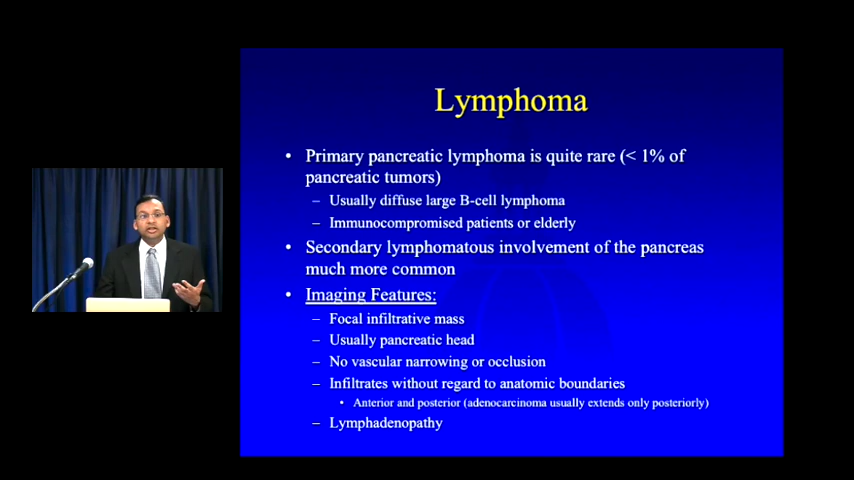 Lymphoma
• Primary pancreatic lymphoma is quite rare (< 1% of
pancreatic tumors)
– Usually diffuse large B-cell lymphoma
– Immunocompromised patients or elderly
• Secondary lymphomatous involvement of the pancreas
much more common
• Imaging Features:
– Focal infiltrative mass
– Usually pancreatic head
– No vascular narrowing or occlusion
– Infiltrates without regard to anatomic boundaries
• Anterior and posterior (adenocarcinoma usually extends only posteriorly)
– Lymphadenopathy